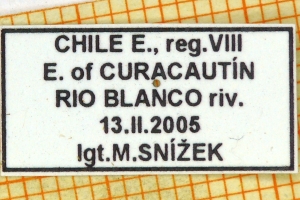 CHILE E., reg.VIII
E. of CURACAUTÍN
RIO BLANCO riv.
13.II.2005
lgt.M.SNÍŽEK